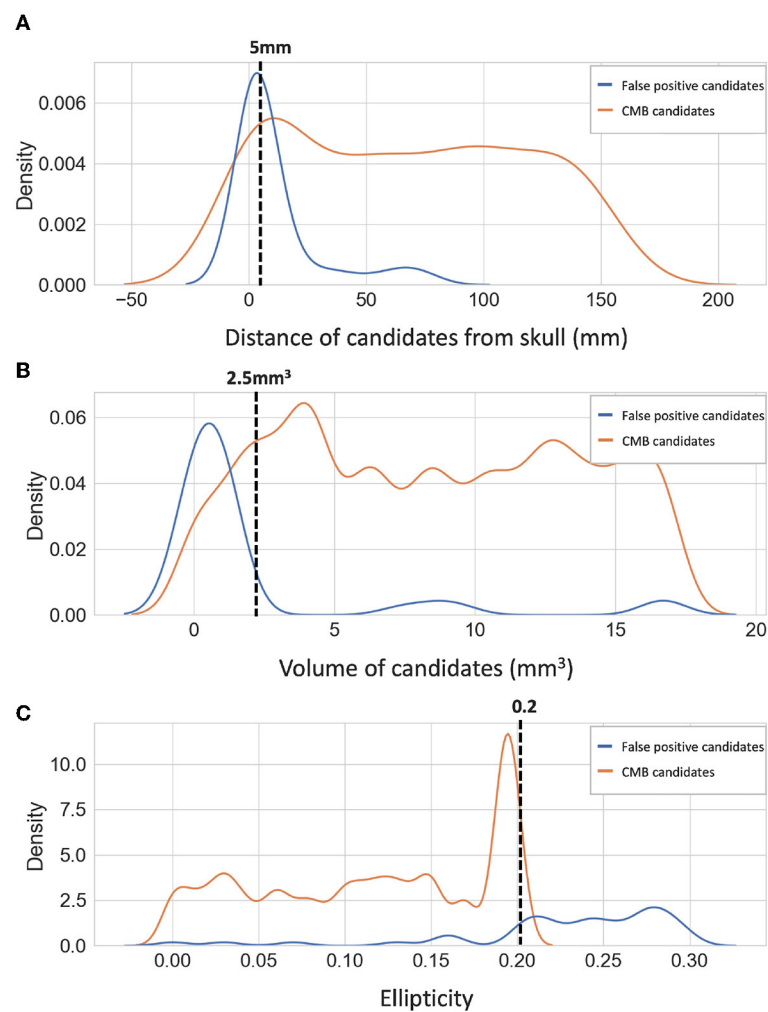 A
5mm
False positive candidates
CMB candidates
Density
0.006
0.004
0.002
0.000
−50 0 50 100 150 200
Distance of candidates from skull (mm)
B
2.5mm³
False positive candidates
CMB candidates
Density
0.06
0.04
0.02
0.00
0 5 10 15 20
Volume of candidates (mm³)
C
0.2
False positive candidates
CMB candidates
Density
10.0
7.5
5.0
2.5
0.0
0.00 0.05 0.10 0.15 0.20 0.25 0.30
Ellipticity